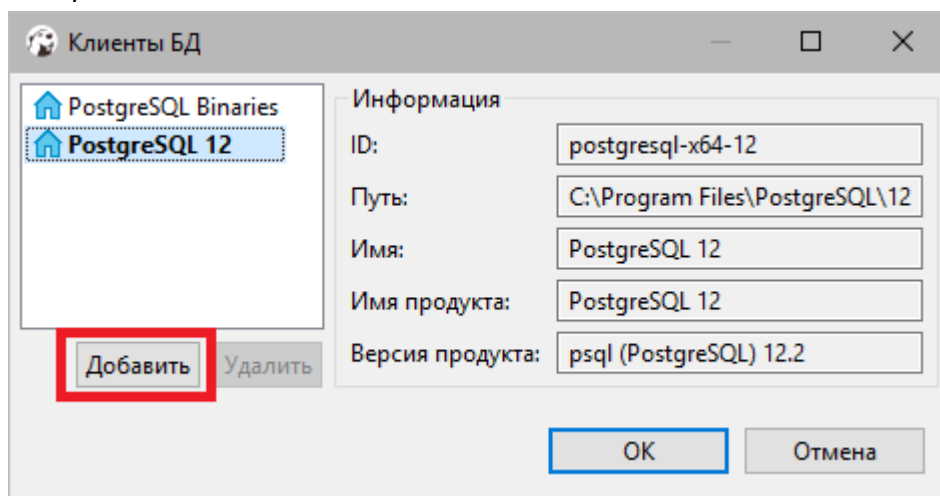 Клиенты БД
PostgreSQL Binaries
PostgreSQL 12
Добавить
Удалить
Информация
ID:
postgresql-x64-12
Путь:
C:\Program Files\PostgreSQL\12
Имя:
PostgreSQL 12
Имя продукта:
PostgreSQL 12
Версия продукта:
psql (PostgreSQL) 12.2
OK
Отмена